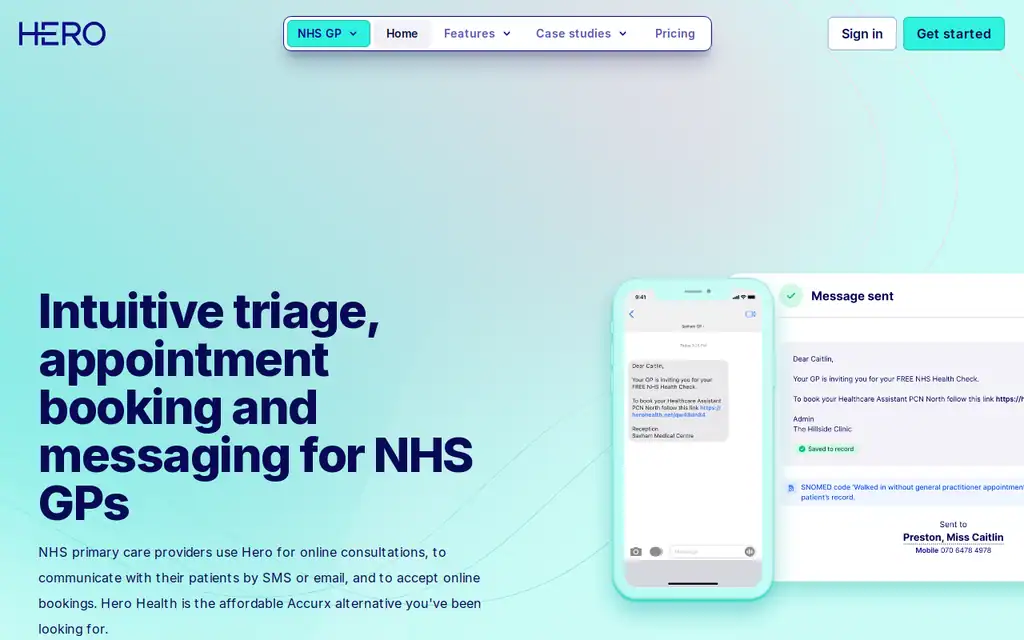 HERO
NHS GP
Home
Features
Case studies
Pricing
Sign in
Get started
Intuitive triage,
appointment
booking and
messaging for NHS
GPs
NHS primary care providers use Hero for online consultations, to
communicate with their patients by SMS or email, and to accept online
bookings. Hero Health is the affordable Accurx alternative you've been
looking for.
9:41
Dear Caitlin,
Your GP is inviting you for your
FREE NHS Health Check.
To book your Healthcare Assistant
PCN North follow this link https://
Reception
Saxham Medical Centre
Message
Message sent
Dear Caitlin,
Your GP is inviting you for your FREE NHS Health Check.
To book your Healthcare Assistant PCN North follow this link https://h
Admin
The Hillside Clinic
Saved to record
SNOMED code 'Walked in without general practitioner appointment'
patient's record.
Sent to
Preston, Miss Caitlin
Mobile 070 6478 4978